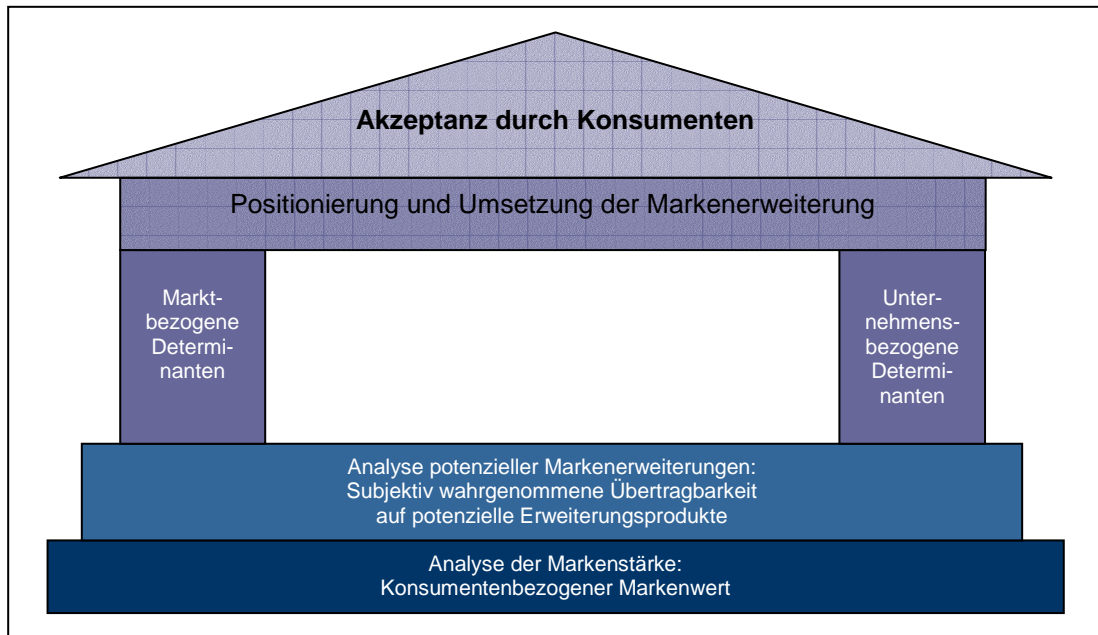 Akzeptanz durch Konsumenten
Positionierung und Umsetzung der Markenerweiterung
Markt-
bezogene
Determi-
nanten
Unter-
nehmens-
bezogene
Determi-
nanten
Analyse potenzieller Markenerweiterungen:
Subjektiv wahrgenommene Übertragbarkeit
auf potenzielle Erweiterungsprodukte
Analyse der Markenstärke:
Konsumentenbezogener Markenwert